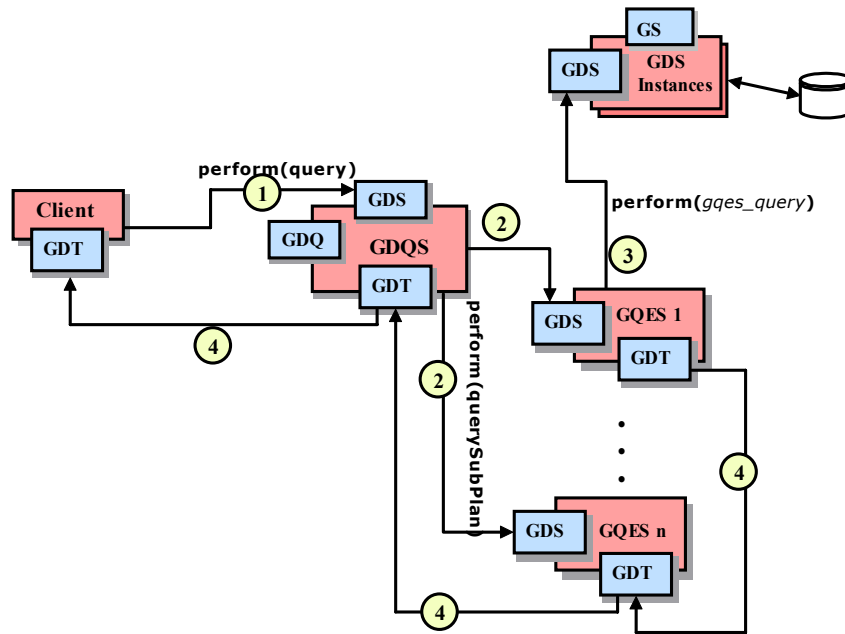 GS
GDS
GDS
Instances
perform(query)
1
GDS
Client
GDT
GDQ
GDQS
GDT
2
perform(gqes_query)
3
GDS
GQES 1
GDT
4
2
perform(querySubPlan)
4
GDS
GQES n
GDT
4